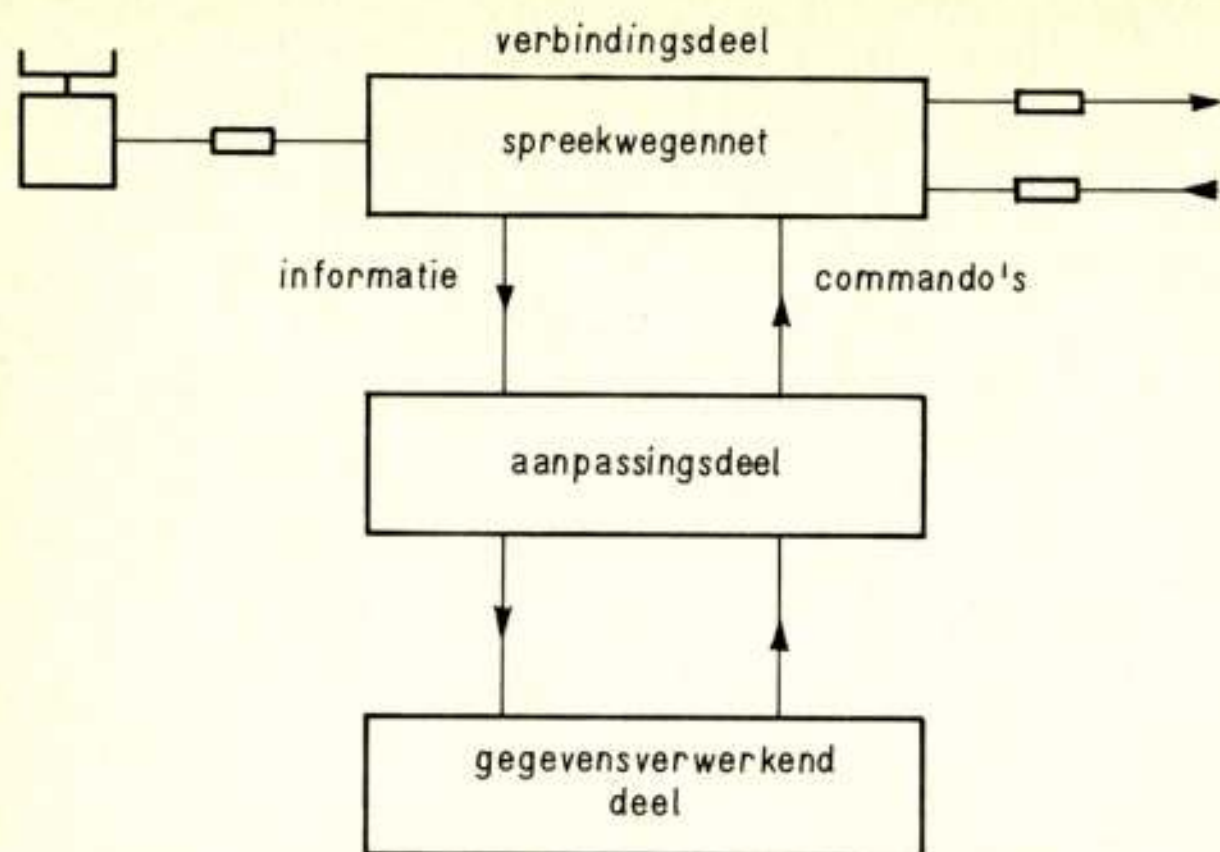 verbindingsdeel
spreekwegennet
informatie
commando's
aanpassingsdeel
gegevensverwerkend
deel